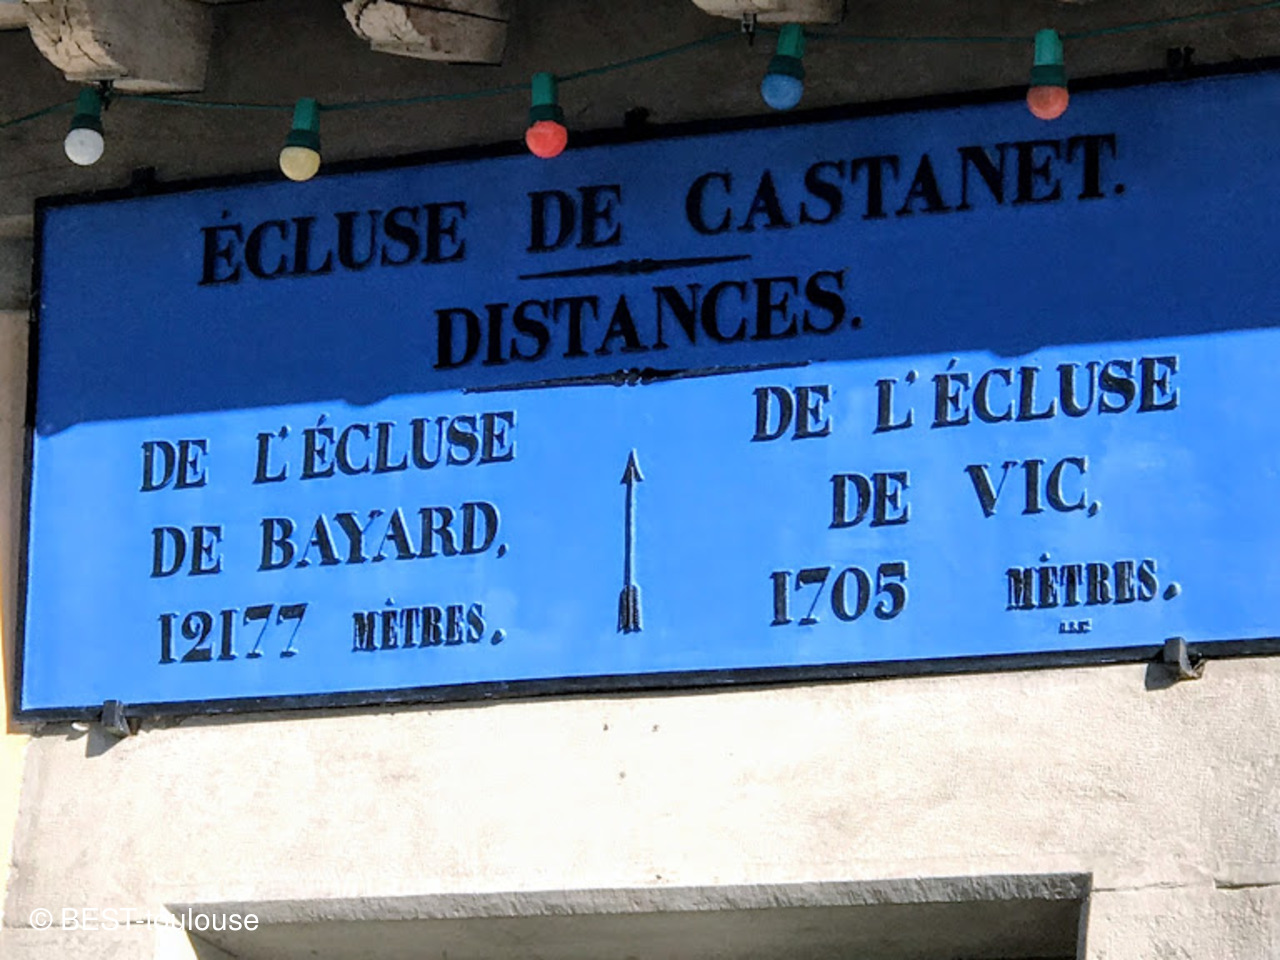 ÉCLUSE DE CASTANET.
DISTANCES.
DE L'ÉCLUSE
DE BAYARD,
12177 MÈTRES.
DE L'ÉCLUSE
DE VIC,
1705 MÈTRES.
© BEST-Toulouse